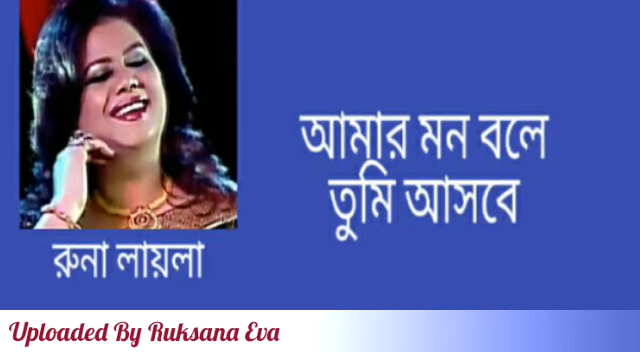 আমার মন বলে
তুমি আসবে
রুনা লায়লা
Uploaded By Ruksana Eva